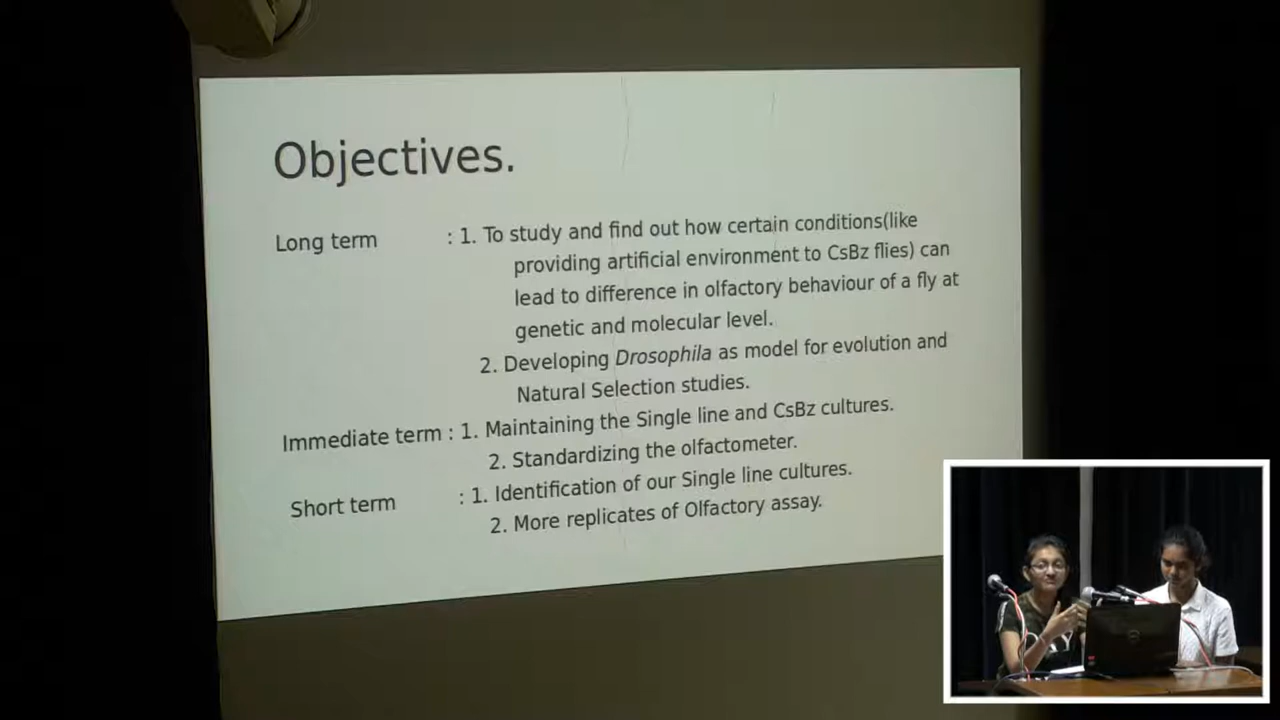 Objectives.
Long term : 1. To study and find out how certain conditions(like
providing artificial environment to CsBz flies) can
lead to difference in olfactory behaviour of a fly at
genetic and molecular level.
2. Developing Drosophila as model for evolution and
Natural Selection studies.
Immediate term : 1. Maintaining the Single line and CsBz cultures.
2. Standardizing the olfactometer.
Short term : 1. Identification of our Single line cultures.
2. More replicates of Olfactory assay.